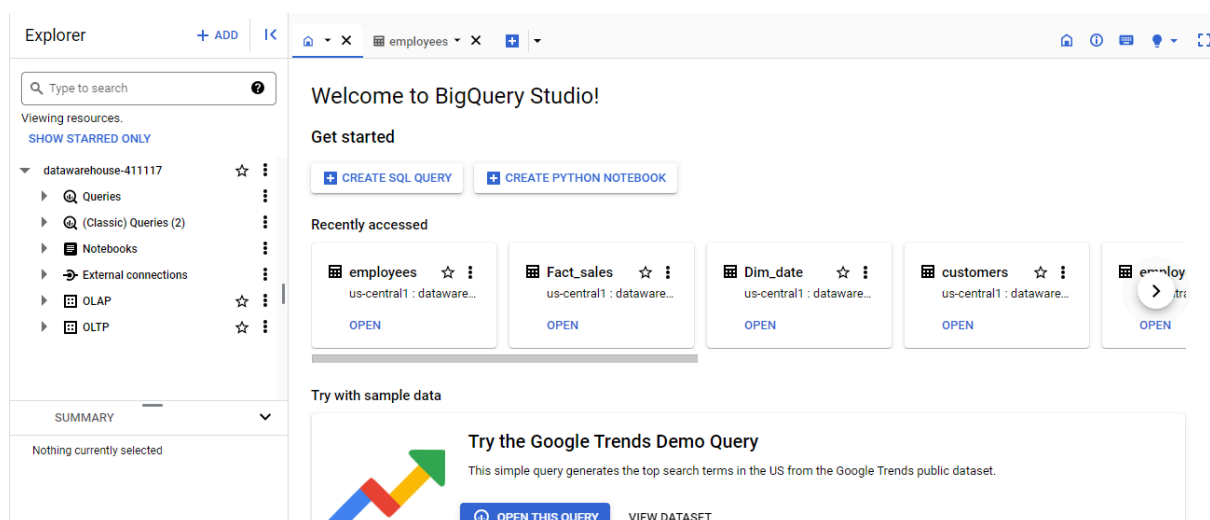 Explorer
+ ADD
employees
Type to search
Viewing resources.
SHOW STARRED ONLY
datawarehouse-411117
Queries
(Classic) Queries (2)
Notebooks
External connections
OLAP
OLTP
SUMMARY
Nothing currently selected
Welcome to BigQuery Studio!
Get started
CREATE SQL QUERY
CREATE PYTHON NOTEBOOK
Recently accessed
employees
us-central1 : dataware...
OPEN
Fact_sales
us-central1 : dataware...
OPEN
Dim_date
us-central1 : dataware...
OPEN
customers
us-central1 : dataware...
OPEN
employ
OPEN
Try with sample data
Try the Google Trends Demo Query
This simple query generates the top search terms in the US from the Google Trends public dataset.
OPEN THIS QUERY
VIEW DATASET